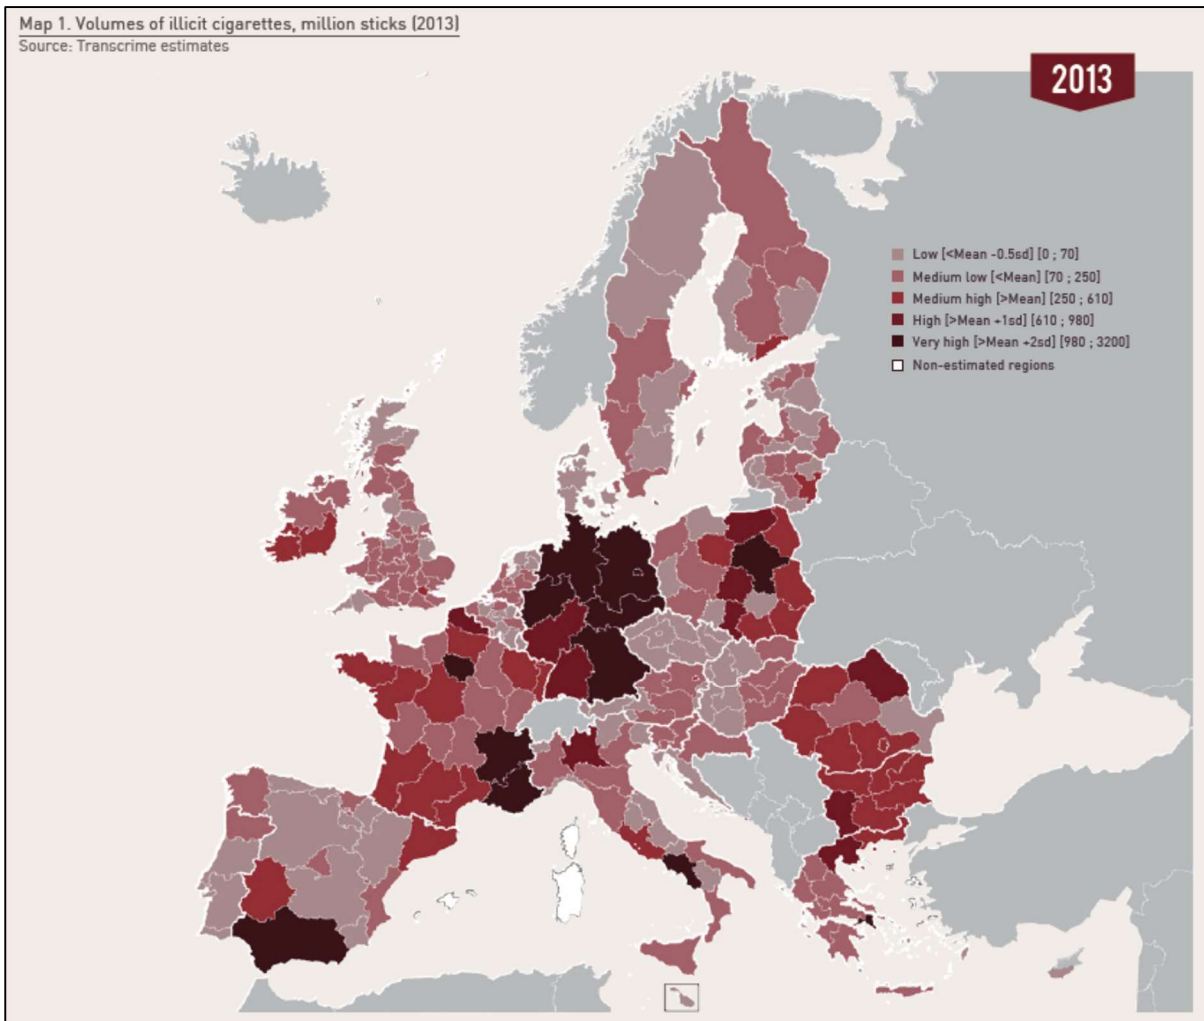 Map 1. Volumes of illicit cigarettes, million sticks (2013)
Source: Transcrime estimates
2013
Low [<Mean -0.5sd] [0 ; 70]
Medium low [<Mean] [70 ; 250]
Medium high [>Mean] [250 ; 610]
High [>Mean +1sd] [610 ; 980]
Very high [>Mean +2sd] [980 ; 3200]
Non-estimated regions